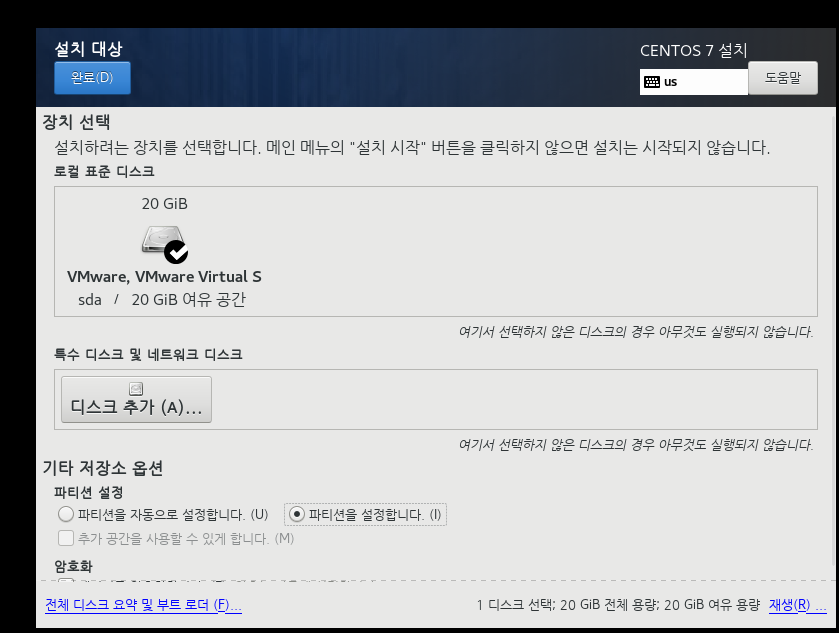 설치 대상
CENTOS 7 설치
완료(D)
us
도움말
장치 선택
설치하려는 장치를 선택합니다. 메인 메뉴의 "설치 시작" 버튼을 클릭하지 않으면 설치는 시작되지 않습니다.
로컬 표준 디스크
20 GiB
VMware, VMware Virtual S
sda / 20 GiB 여유 공간
여기서 선택하지 않은 디스크의 경우 아무것도 실행되지 않습니다.
특수 디스크 및 네트워크 디스크
디스크 추가 (A)...
여기서 선택하지 않은 디스크의 경우 아무것도 실행되지 않습니다.
기타 저장소 옵션
파티션 설정
파티션을 자동으로 설정합니다. (U)
파티션을 설정합니다. (I)
추가 공간을 사용할 수 있게 합니다. (M)
암호화
전체 디스크 요약 및 부트 로더 (F)...
1 디스크 선택; 20 GiB 전체 용량; 20 GiB 여유 용량
재생(R) ...